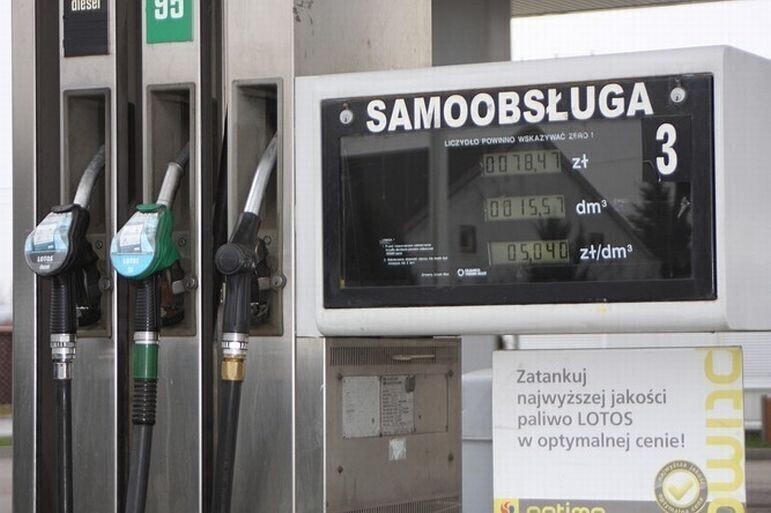 diesel
95
SAMOOBSŁUGA
LICZYDŁO POWINNO WSKAZYWAĆ ZERO !
3
0078,47 zł
0015,57 dm³
05,040 zł/dm³
LOTOS
LOTOS
Zatankuj
najwyższej jakości
paliwo LOTOS
w optymalnej cenie!
optima
optima